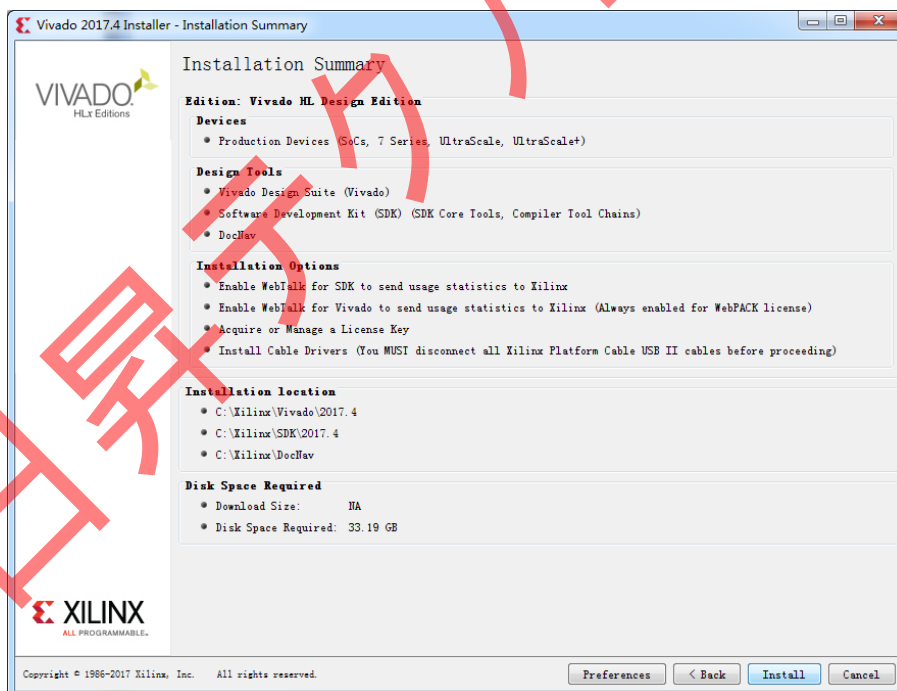 Vivado 2017.4 Installer - Installation Summary
VIVADO.
HLx Editions
Installation Summary
Edition: Vivado HL Design Edition
Devices
Production Devices (SoCs, 7 Series, UltraScale, UltraScale+)
Design Tools
Vivado Design Suite (Vivado)
Software Development Kit (SDK) (SDK Core Tools, Compiler Tool Chains)
DocNav
Installation Options
Enable WebTalk for SDK to send usage statistics to Xilinx
Enable WebTalk for Vivado to send usage statistics to Xilinx (Always enabled for WebPACK license)
Acquire or Manage a License Key
Install Cable Drivers (You MUST disconnect all Xilinx Platform Cable USB II cables before proceeding)
Installation location
C:\Xilinx\Vivado\2017.4
C:\Xilinx\SDK\2017.4
C:\Xilinx\DocNav
Disk Space Required
Download Size: NA
Disk Space Required: 33.19 GB
XILINX
ALL PROGRAMMABLE.
Copyright © 1986-2017 Xilinx, Inc. All rights reserved.
Preferences < Back Install Cancel
日昇テク